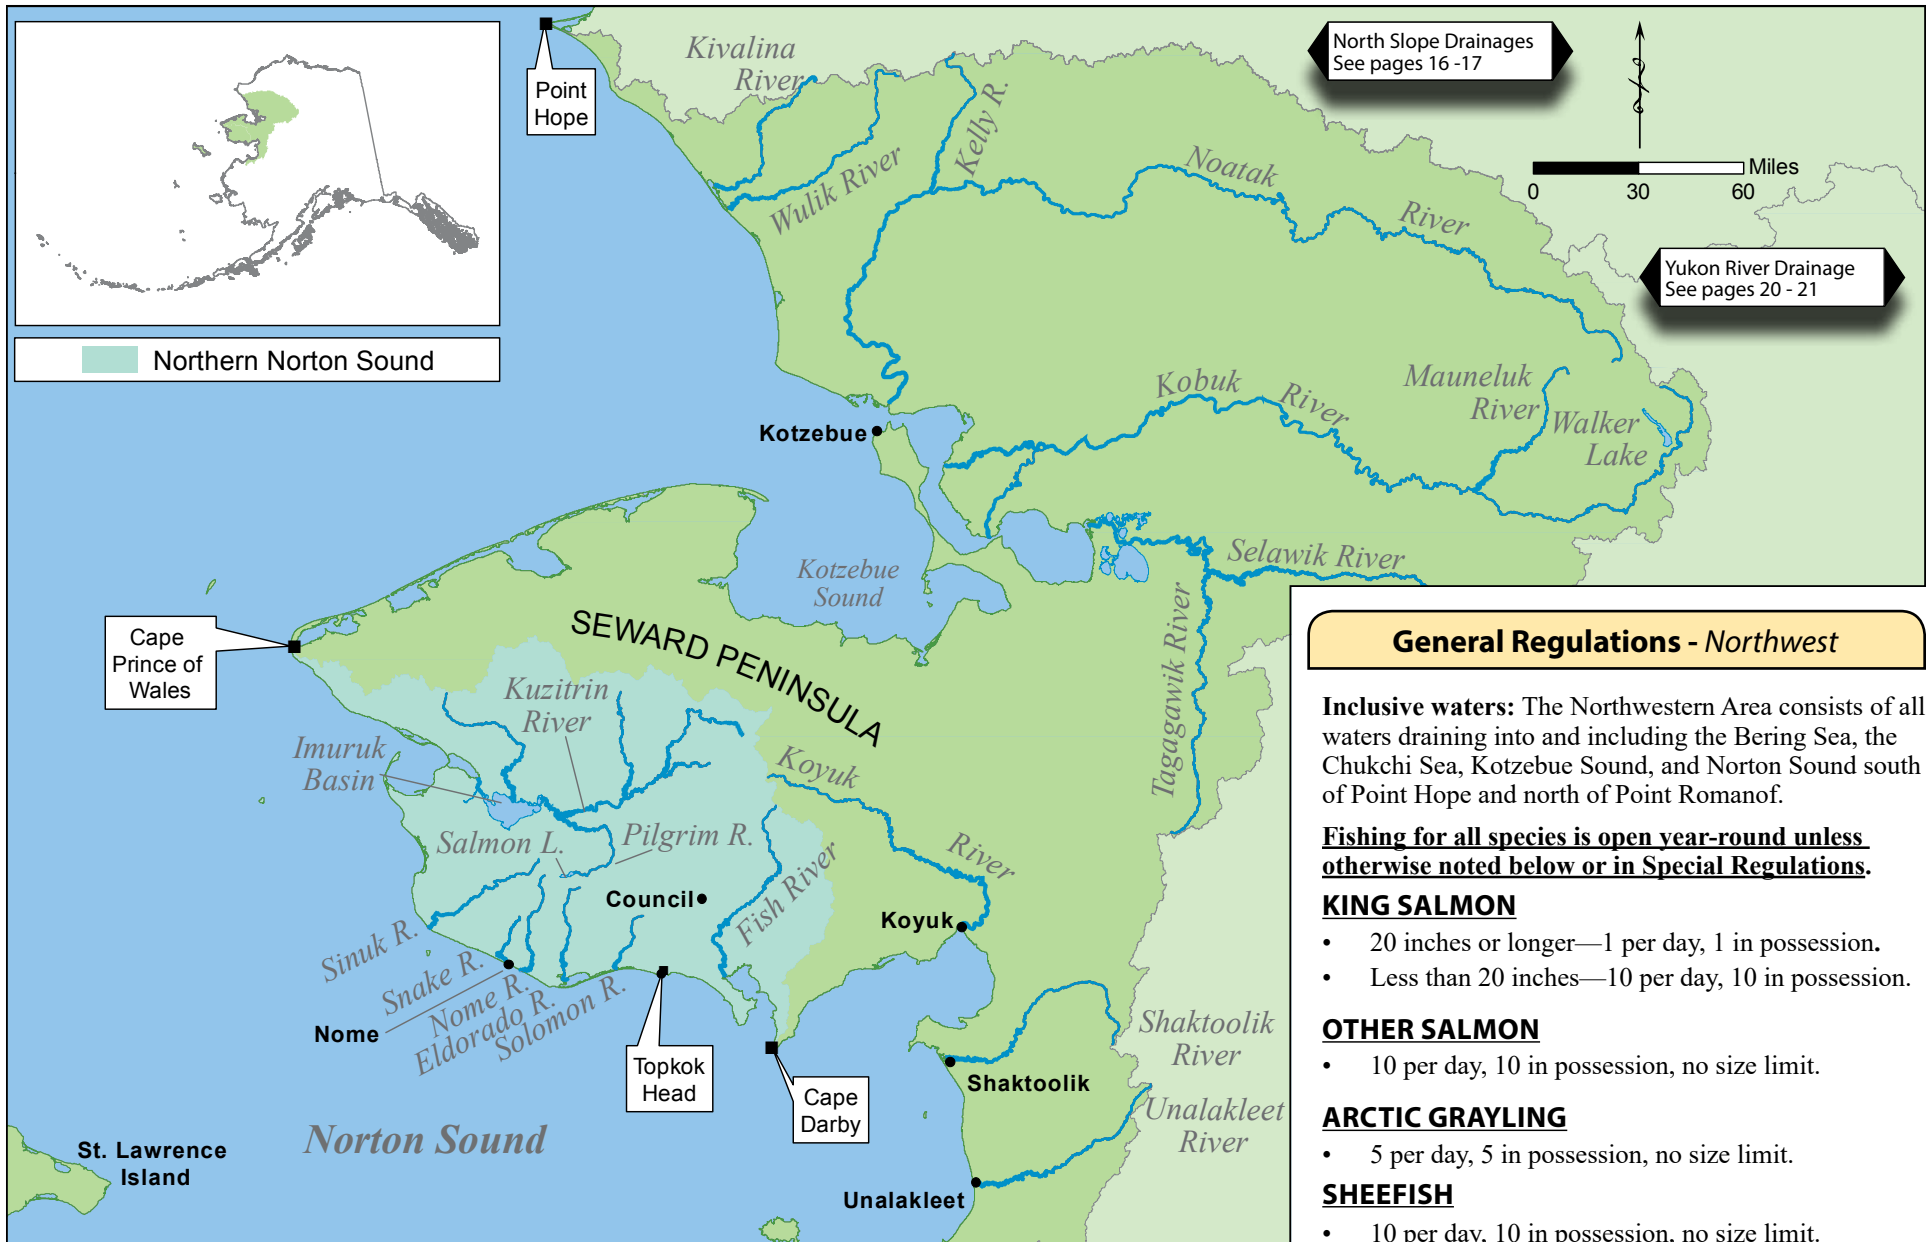 Kivalina
River
Point
Hope
Kelly R.
Wulik River
Noatak
River
North Slope Drainages
See pages 16 -17
Miles
0 30 60
Yukon River Drainage
See pages 20 - 21
Northern Norton Sound
Kotzebue
Kobuk
River
Mauneluk
River
Walker
Lake
Kotzebue
Sound
Selawik River
Tagagawik River
Cape
Prince of
Wales
SEWARD PENINSULA
Kuzitrin
River
Imuruk
Basin
Koyuk
River
Salmon L.
Pilgrim R.
Council
Fish River
Koyuk
Sinuk R.
Snake R.
Nome
Nome R.
Eldorado R.
Solomon R.
Topkok
Head
Cape
Darby
Shaktoolik
Shaktoolik
River
Unalakleet
River
Unalakleet
Norton Sound
St. Lawrence
Island
General Regulations - Northwest
Inclusive waters: The Northwestern Area consists of all
waters draining into and including the Bering Sea, the
Chukchi Sea, Kotzebue Sound, and Norton Sound south
of Point Hope and north of Point Romanof.
Fishing for all species is open year-round unless
otherwise noted below or in Special Regulations.
KING SALMON
• 20 inches or longer—1 per day, 1 in possession.
• Less than 20 inches—10 per day, 10 in possession.
OTHER SALMON
• 10 per day, 10 in possession, no size limit.
ARCTIC GRAYLING
• 5 per day, 5 in possession, no size limit.
SHEEFISH
• 10 per day, 10 in possession, no size limit.